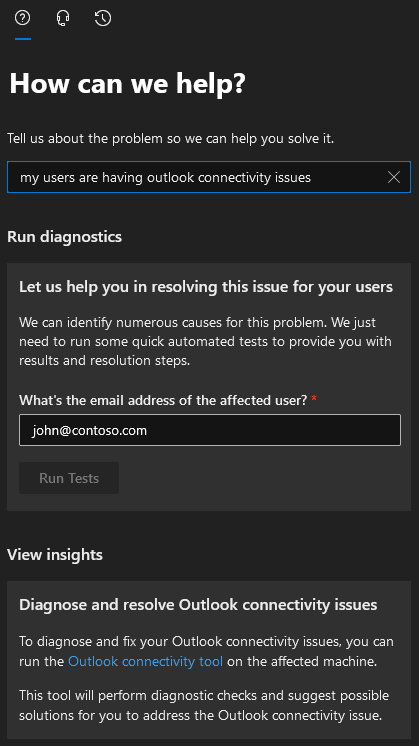 How can we help?
Tell us about the problem so we can help you solve it.
my users are having outlook connectivity issues
Run diagnostics
Let us help you in resolving this issue for your users
We can identify numerous causes for this problem. We just
need to run some quick automated tests to provide you with
results and resolution steps.
What's the email address of the affected user? *
john@contoso.com
Run Tests
View insights
Diagnose and resolve Outlook connectivity issues
To diagnose and fix your Outlook connectivity issues, you can
run the Outlook connectivity tool on the affected machine.
This tool will perform diagnostic checks and suggest possible
solutions for you to address the Outlook connectivity issue.